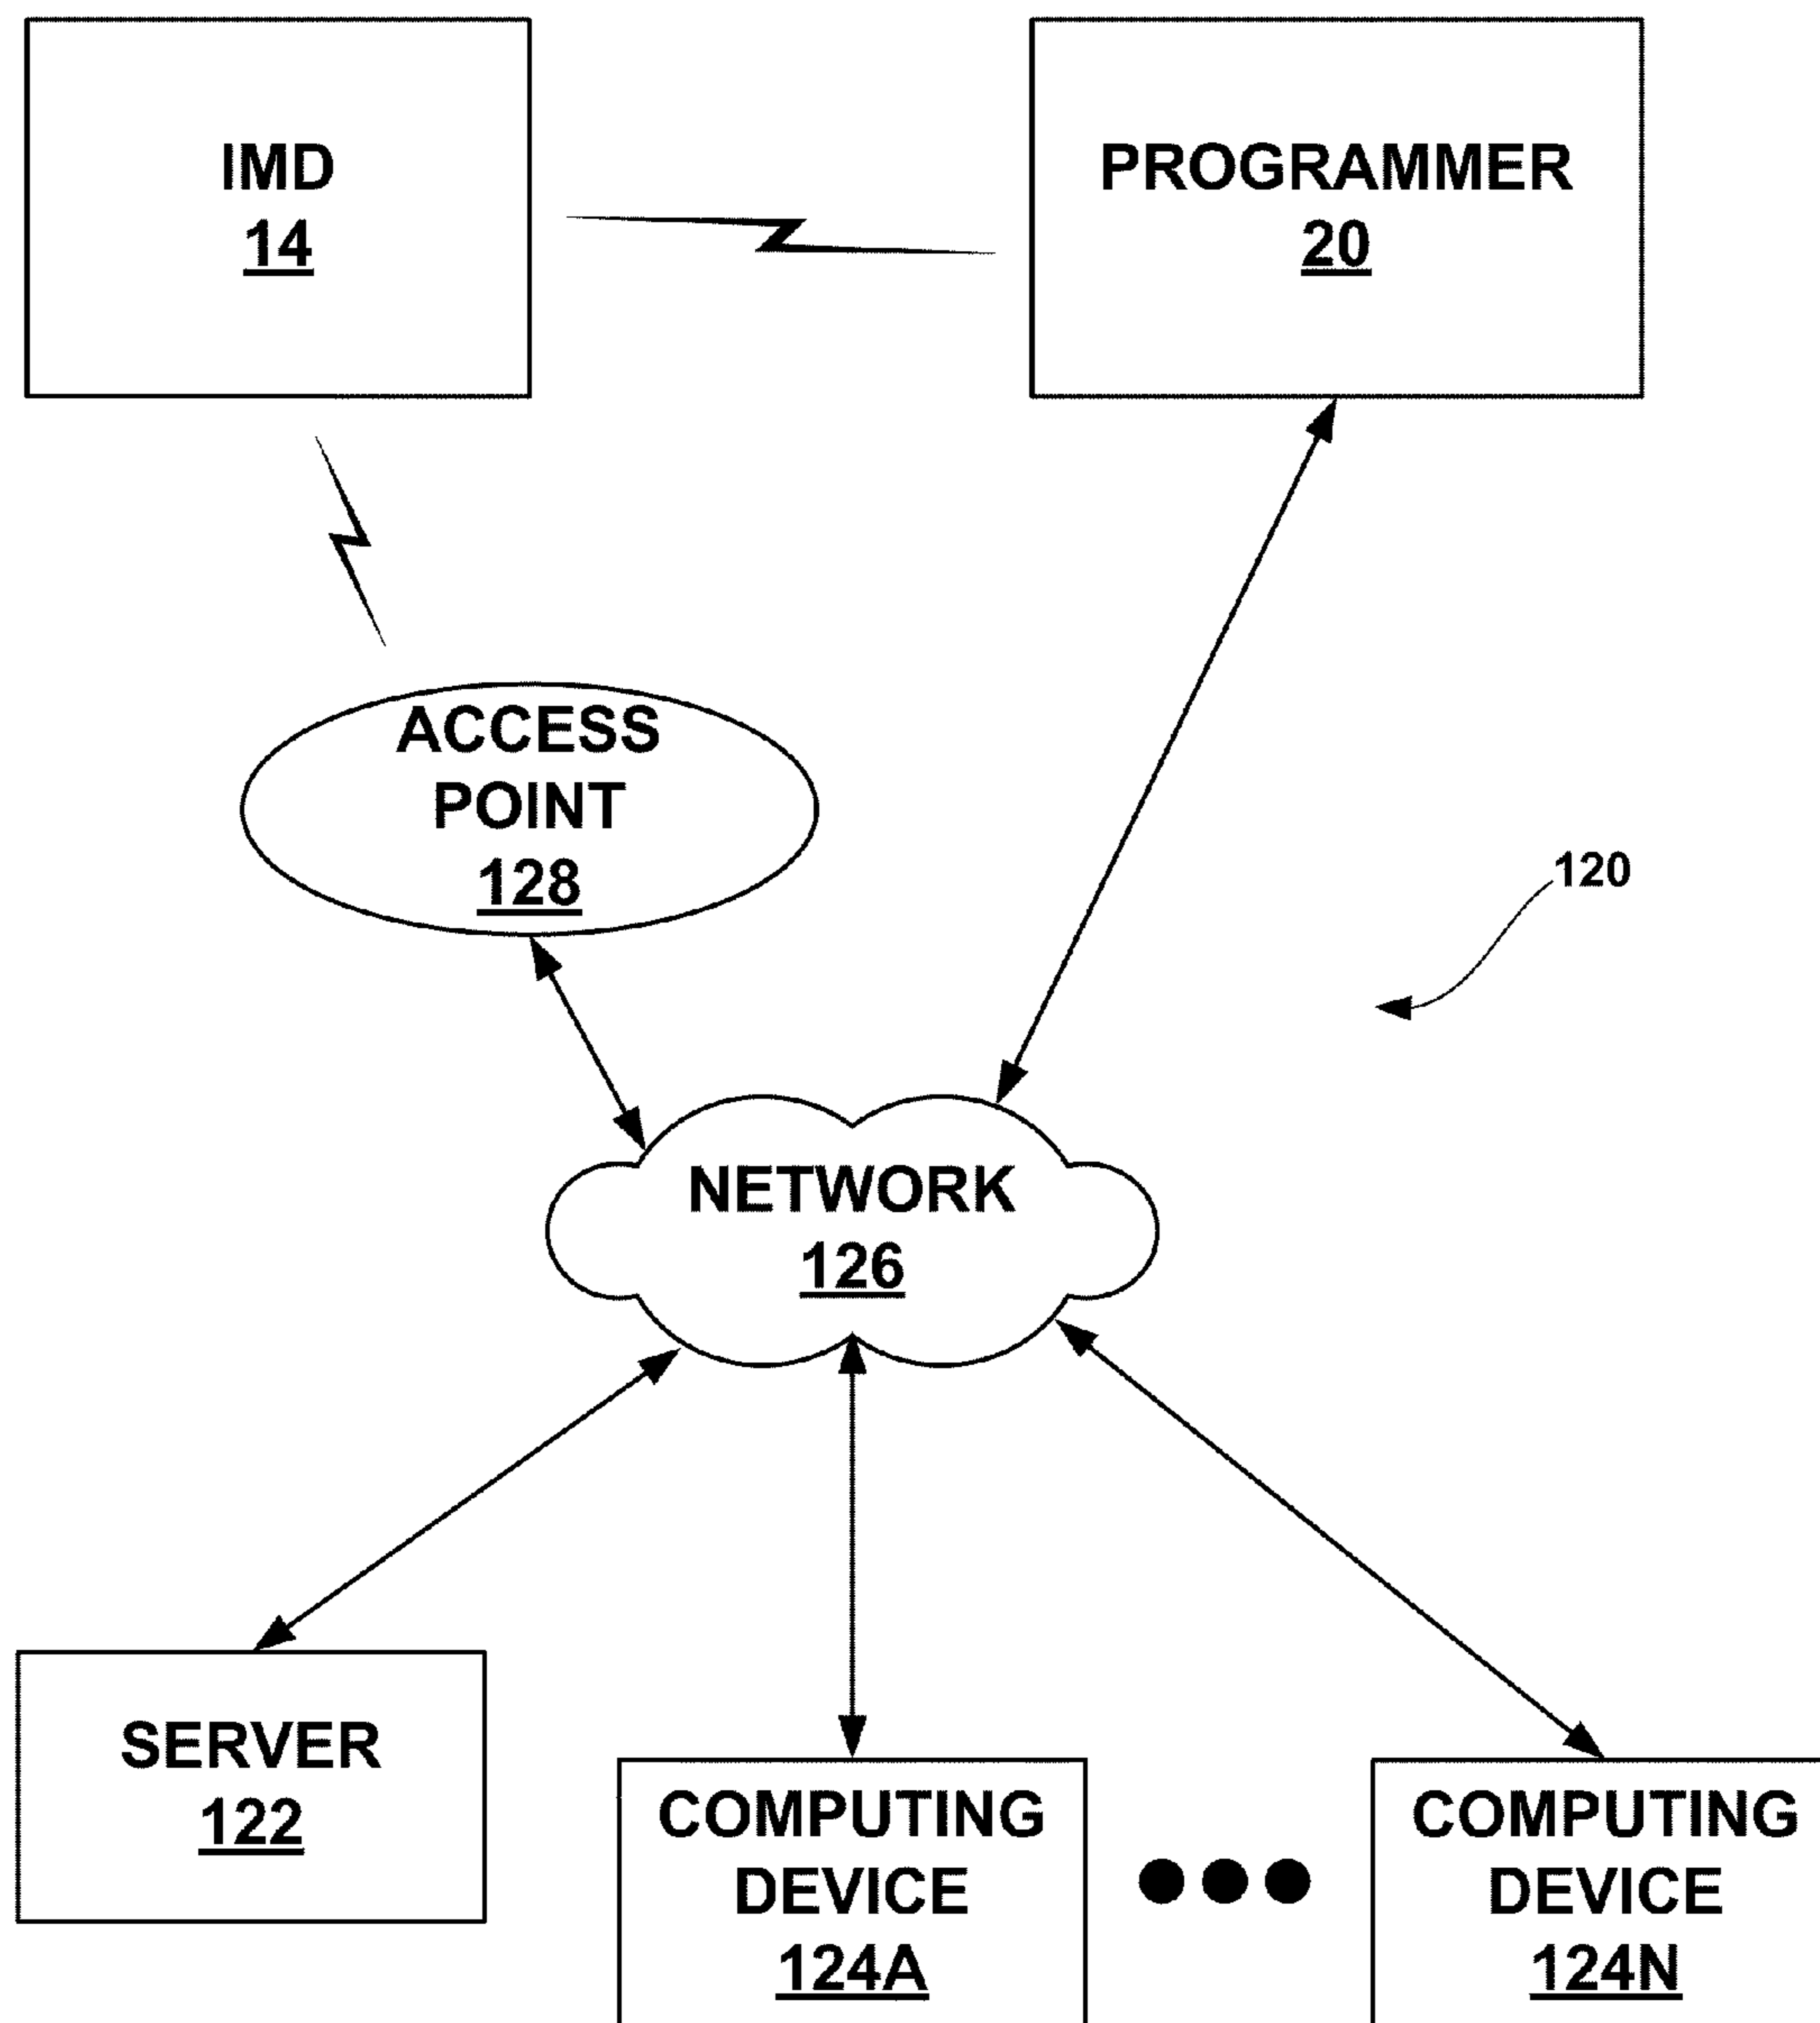 IMD
14
PROGRAMMER
20
ACCESS
POINT
128
120
NETWORK
126
SERVER
122
COMPUTING
DEVICE
124A
COMPUTING
DEVICE
124N